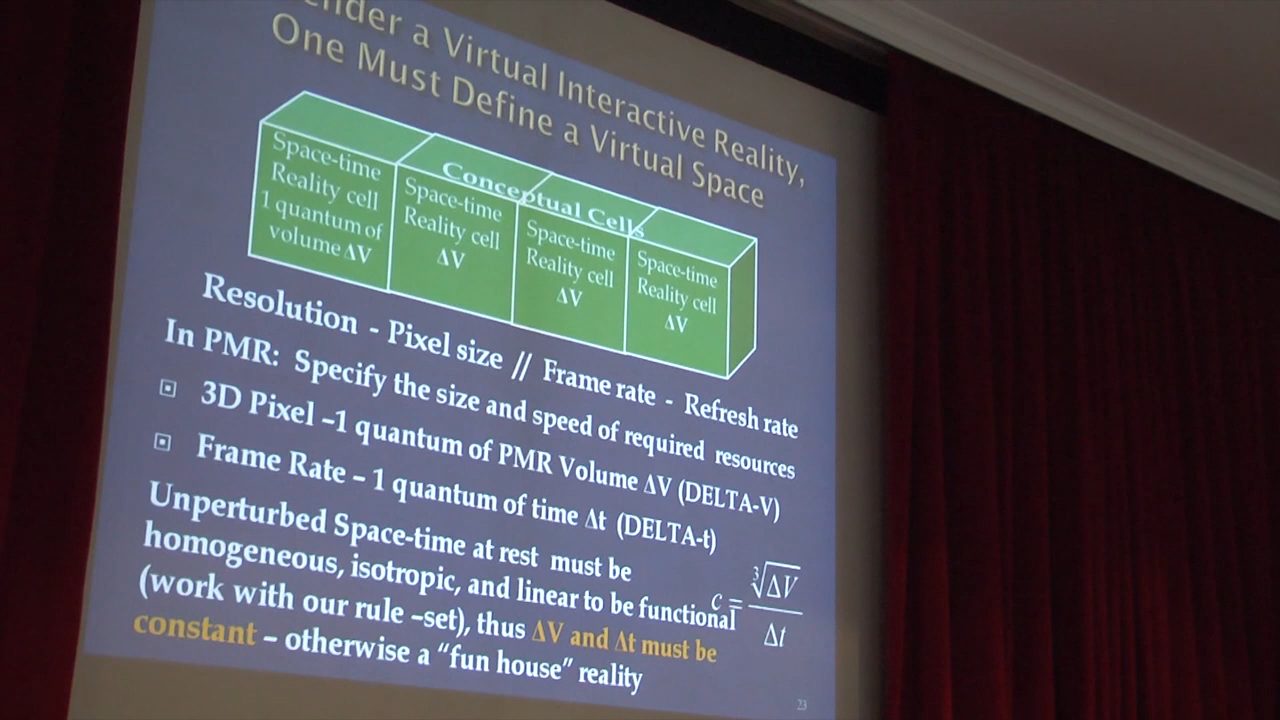 a Virtual Interactive Reality,
One Must Define a Virtual Space
Conceptual Cells
Space-time
Reality cell
1 quantum of
volume ΔV
Space-time
Reality cell
ΔV
Space-time
Reality cell
ΔV
Space-time
Reality cell
ΔV
Resolution - Pixel size // Frame rate - Refresh rate
In PMR: Specify the size and speed of required resources
3D Pixel –1 quantum of PMR Volume ΔV (DELTA-V)
Frame Rate – 1 quantum of time Δt (DELTA-t)
Unperturbed Space-time at rest must be
homogeneous, isotropic, and linear to be functional
(work with our rule –set), thus ΔV and Δt must be
constant – otherwise a “fun house” reality
c = ∛ΔV / Δt
23